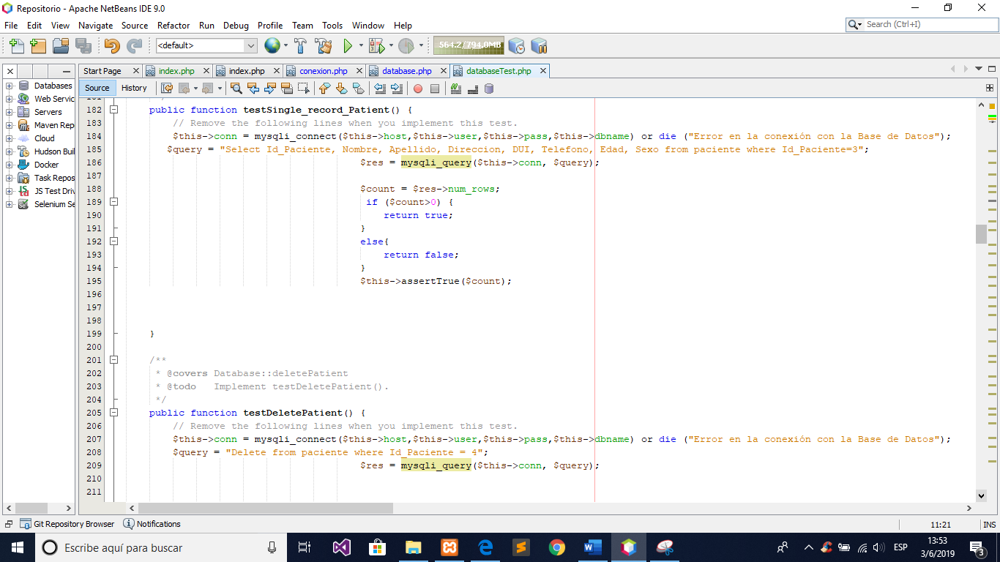 Repositorio - Apache NetBeans IDE 9.0
File Edit View Navigate Source Refactor Run Debug Profile Team Tools Window Help
Search (Ctrl+I)
<default>
564.2/794.0MB
Start Page index.php index.php conexion.php database.php databaseTest.php
Source History
Databases
Web Servic
Servers
Maven Rep
Cloud
Hudson Buil
Docker
Task Repos
JS Test Driv
Selenium Se
182 public function testSingle_record_Patient() {
183 // Remove the following lines when you implement this test.
184 $this->conn = mysqli_connect($this->host,$this->user,$this->pass,$this->dbname) or die ("Error en la conexión con la Base de Datos");
185 $query = "Select Id_Paciente, Nombre, Apellido, Direccion, DUI, Telefono, Edad, Sexo from paciente where Id_Paciente=3";
186 $res = mysqli_query($this->conn, $query);
187
188 $count = $res->num_rows;
189 if ($count>0) {
190 return true;
191 }
192 else{
193 return false;
194 }
195 $this->assertTrue($count);
196
197
198
199 }
200
201 /**
202 * @covers Database::deletePatient
203 * @todo Implement testDeletePatient().
204 */
205 public function testDeletePatient() {
206 // Remove the following lines when you implement this test.
207 $this->conn = mysqli_connect($this->host,$this->user,$this->pass,$this->dbname) or die ("Error en la conexión con la Base de Datos");
208 $query = "Delete from paciente where Id_Paciente = 4";
209 $res = mysqli_query($this->conn, $query);
210
211
Git Repository Browser Notifications
11:21 INS
Escribe aquí para buscar
ESP
13:53
3/6/2019
3